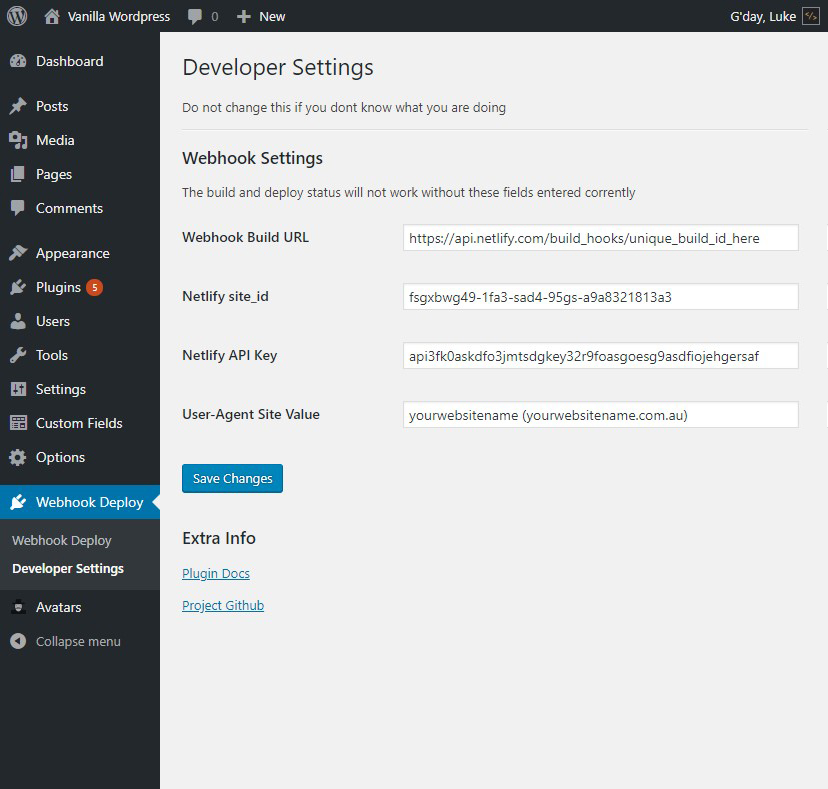 Vanilla Wordpress 0 New G'day, Luke
Dashboard
Posts
Media
Pages
Comments
Appearance
Plugins 5
Users
Tools
Settings
Custom Fields
Options
Webhook Deploy
Webhook Deploy
Developer Settings
Avatars
Collapse menu
Developer Settings
Do not change this if you dont know what you are doing
Webhook Settings
The build and deploy status will not work without these fields entered corrently
Webhook Build URL https://api.netlify.com/build_hooks/unique_build_id_here
Netlify site_id fsgxbwg49-1fa3-sad4-95gs-a9a8321813a3
Netlify API Key api3fk0askdfo3jmtsdgkey32r9foasgoesg9asdfiojehgersaf
User-Agent Site Value yourwebsitename (yourwebsitename.com.au)
Save Changes
Extra Info
Plugin Docs
Project Github